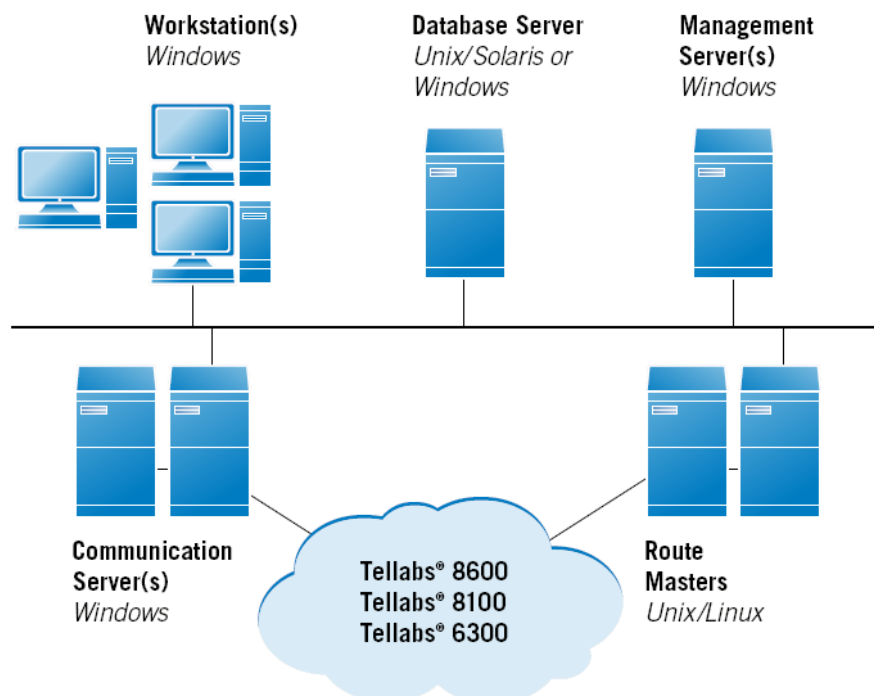 Workstation(s)
Windows
Database Server
Unix/Solaris or
Windows
Management
Server(s)
Windows
Communication
Server(s)
Windows
Tellabs® 8600
Tellabs® 8100
Tellabs® 6300
Route
Masters
Unix/Linux